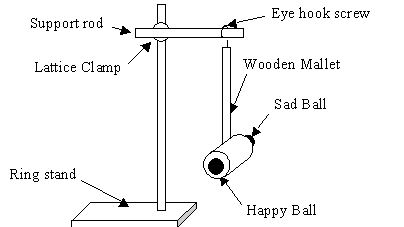 Eye hook screw
Support rod
Lattice Clamp
Wooden Mallet
Sad Ball
Ring stand
Happy Ball